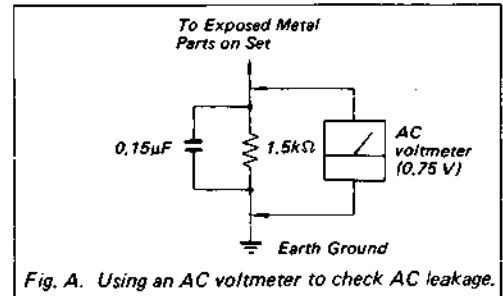 To Exposed Metal
Parts on Set
0.15µF
1.5kΩ
AC
voltmeter
(0.75 V)
Earth Ground
Fig. A. Using an AC voltmeter to check AC leakage.